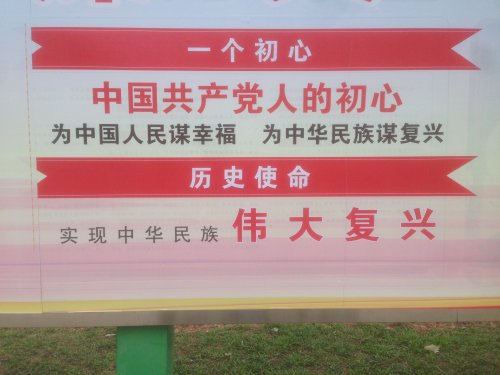 一个初心
中国共产党人的初心
为中国人民谋幸福 为中华民族谋复兴
历史使命
实现中华民族 伟大复兴